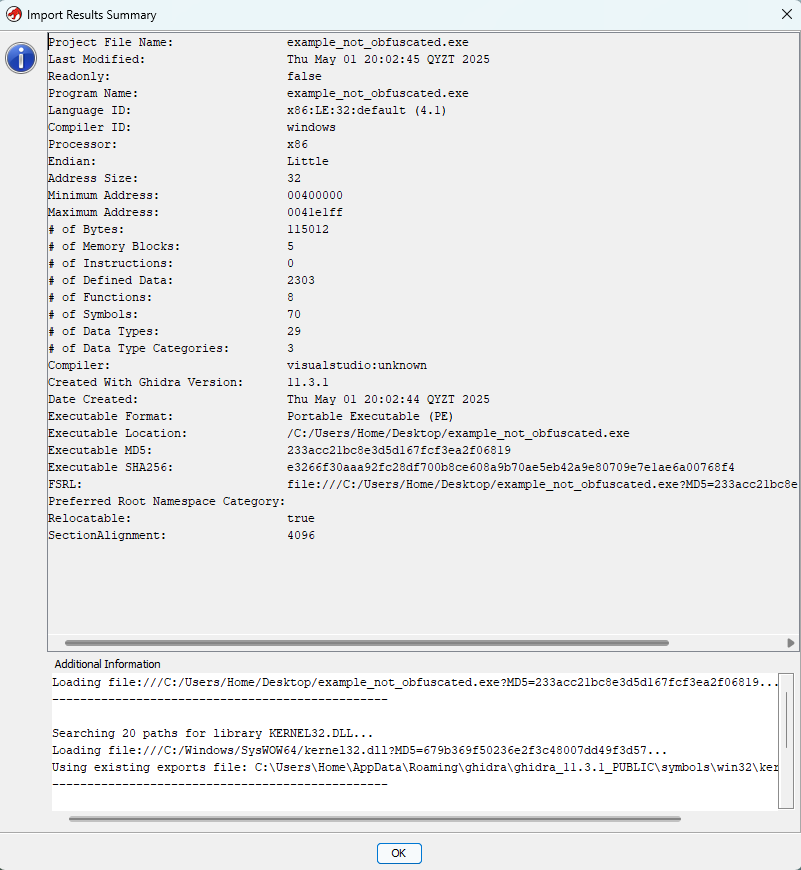 Import Results Summary
Project File Name: example_not_obfuscated.exe
Last Modified: Thu May 01 20:02:45 QYZT 2025
Readonly: false
Program Name: example_not_obfuscated.exe
Language ID: x86:LE:32:default (4.1)
Compiler ID: windows
Processor: x86
Endian: Little
Address Size: 32
Minimum Address: 00400000
Maximum Address: 0041e1ff
# of Bytes: 115012
# of Memory Blocks: 5
# of Instructions: 0
# of Defined Data: 2303
# of Functions: 8
# of Symbols: 70
# of Data Types: 29
# of Data Type Categories: 3
Compiler: visualstudio:unknown
Created With Ghidra Version: 11.3.1
Date Created: Thu May 01 20:02:44 QYZT 2025
Executable Format: Portable Executable (PE)
Executable Location: /C:/Users/Home/Desktop/example_not_obfuscated.exe
Executable MD5: 233acc21bc8e3d5d167fcf3ea2f06819
Executable SHA256: e3266f30aaa92fc28df700b8ce608a9b70ae5eb42a9e80709e7e1ae6a00768f4
FSRL: file:///C:/Users/Home/Desktop/example_not_obfuscated.exe?MD5=233acc21bc8e
Preferred Root Namespace Category:
Relocatable: true
SectionAlignment: 4096
Additional Information
Loading file:///C:/Users/Home/Desktop/example_not_obfuscated.exe?MD5=233acc21bc8e3d5d167fcf3ea2f06819...
------------------------------------------------
Searching 20 paths for library KERNEL32.DLL...
Loading file:///C:/Windows/SysWOW64/kernel32.dll?MD5=679b369f50236e2f3c48007dd49f3d57...
Using existing exports file: C:\Users\Home\AppData\Roaming\ghidra\ghidra_11.3.1_PUBLIC\symbols\win32\ker
------------------------------------------------
OK